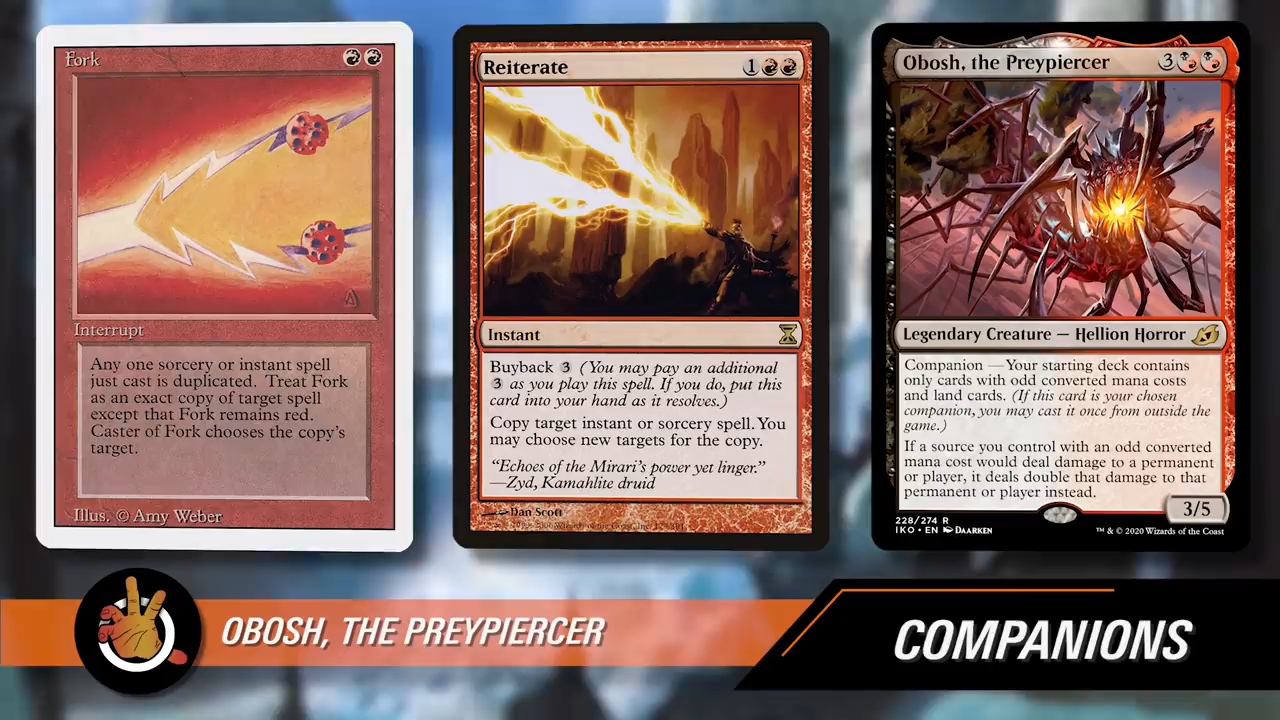 Fork
Interrupt
Any one sorcery or instant spell
just cast is duplicated. Treat Fork
as an exact copy of target spell
except that Fork remains red.
Caster of Fork chooses the copy's
target.
Illus. © Amy Weber
Reiterate
1
Instant
Buyback 3 (You may pay an additional
3 as you play this spell. If you do, put this
card into your hand as it resolves.)
Copy target instant or sorcery spell. You
may choose new targets for the copy.
"Echoes of the Mirari's power yet linger."
—Zyd, Kamahlite druid
Dan Scott
Obosh, the Preypiercer
3
Legendary Creature — Hellion Horror
Companion — Your starting deck contains
only cards with odd converted mana costs
and land cards. (If this card is your chosen
companion, you may cast it once from outside the
game.)
If a source you control with an odd converted
mana cost would deal damage to a permanent
or player, it deals double that damage to that
permanent or player instead.
3/5
228/274 R
IKO • EN DAARKEN
™ & © 2020 Wizards of the Coast
OBOSH, THE PREYPIERCER
COMPANIONS